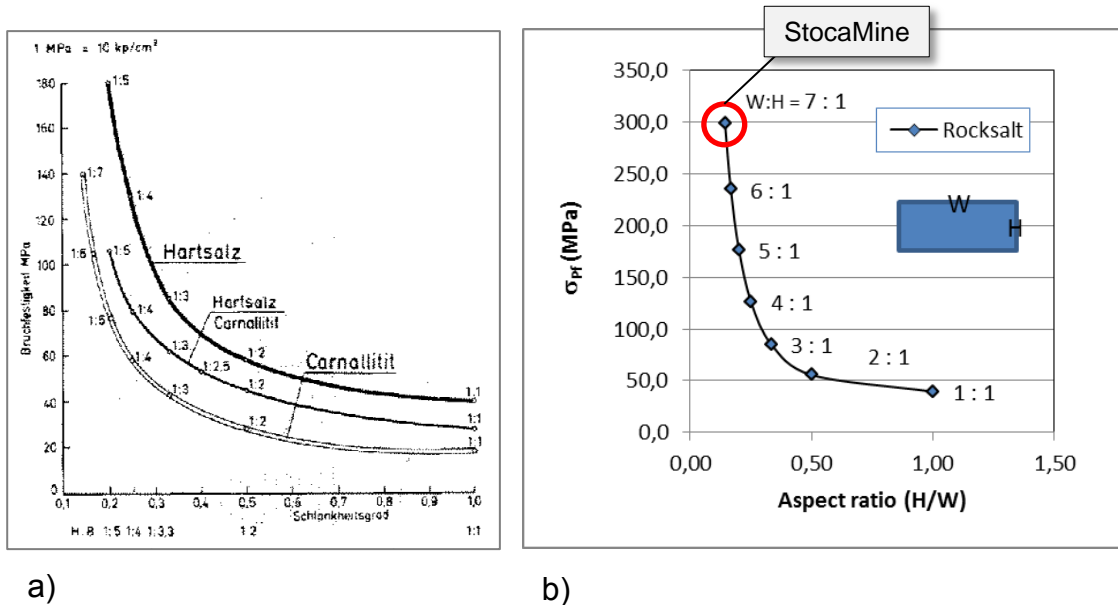 1 MPa = 10 kp/cm²
Bruchfestigkeit MPa
180
160
140
120
100
80
60
40
20
0
1:5
1:4
1:3
1:2
1:1
Hartsalz
1:5
1:4
1:3
1:2,5
1:2
1:1
Hartsalz
Carnallitit
1:7
1:6
1:5
1:4
1:3
1:2
1:1
Carnallitit
0,1 0,2 0,3 0,4 0,5 0,6 0,7 0,8 0,9 1,0
Schlankheitsgrad
H:B 1:5 1:4 1:3,3 1:2 1:1
a)
StocaMine
σPf (MPa)
350,0
300,0
250,0
200,0
150,0
100,0
50,0
0,0
W:H = 7 : 1
6 : 1
5 : 1
4 : 1
3 : 1
2 : 1
1 : 1
Rocksalt
W
H
0,00 0,50 1,00 1,50
Aspect ratio (H/W)
b)